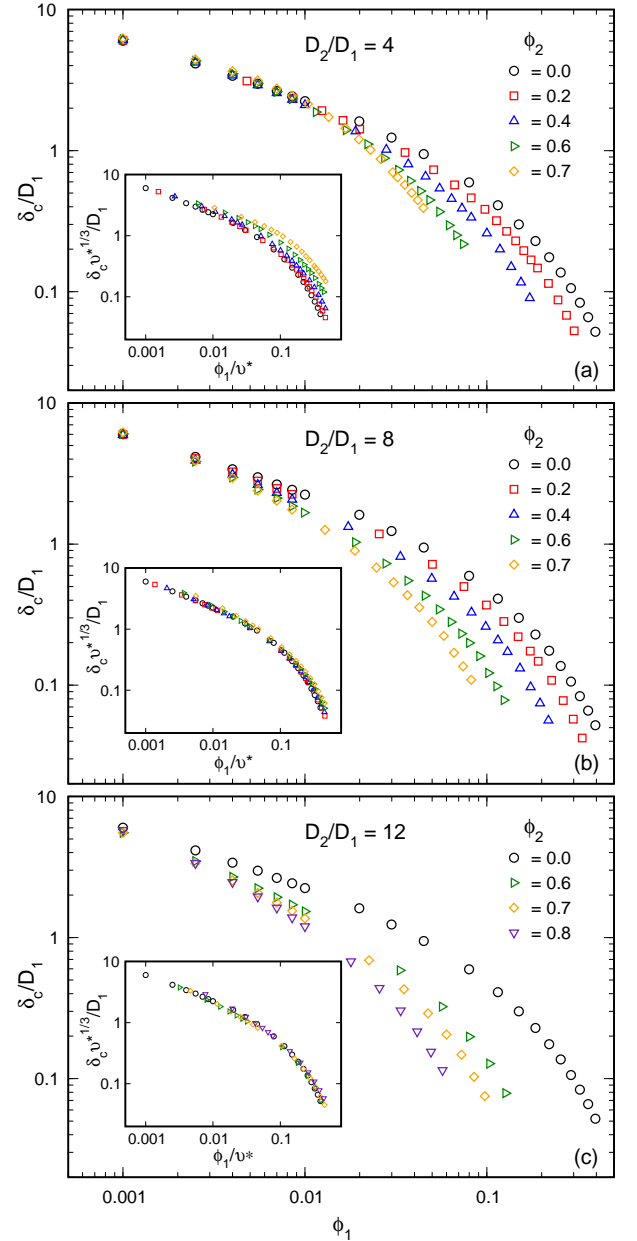 10
1
0.1
δc/D1
D2/D1 = 4
ϕ2
= 0.0
= 0.2
= 0.4
= 0.6
= 0.7
10
1
0.1
δc υ*1/3/D1
0.001
0.01
0.1
ϕ1/υ*
(a)
10
1
0.1
δc/D1
D2/D1 = 8
ϕ2
= 0.0
= 0.2
= 0.4
= 0.6
= 0.7
10
1
0.1
δc υ*1/3/D1
0.001
0.01
0.1
ϕ1/υ*
(b)
10
1
0.1
δc/D1
D2/D1 = 12
ϕ2
= 0.0
= 0.6
= 0.7
= 0.8
10
1
0.1
δc υ*1/3/D1
0.001
0.01
0.1
ϕ1/υ*
(c)
0.001
0.01
0.1
ϕ1